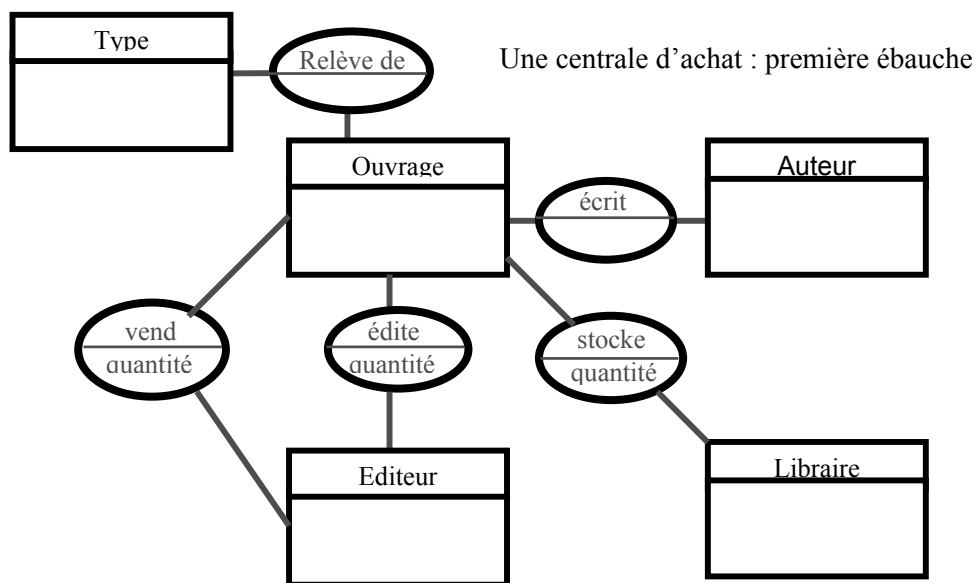 Type
Relève de
Une centrale d’achat : première ébauche
Ouvrage
Auteur
écrit
vend
quantité
édite
quantité
stocke
quantité
Editeur
Libraire